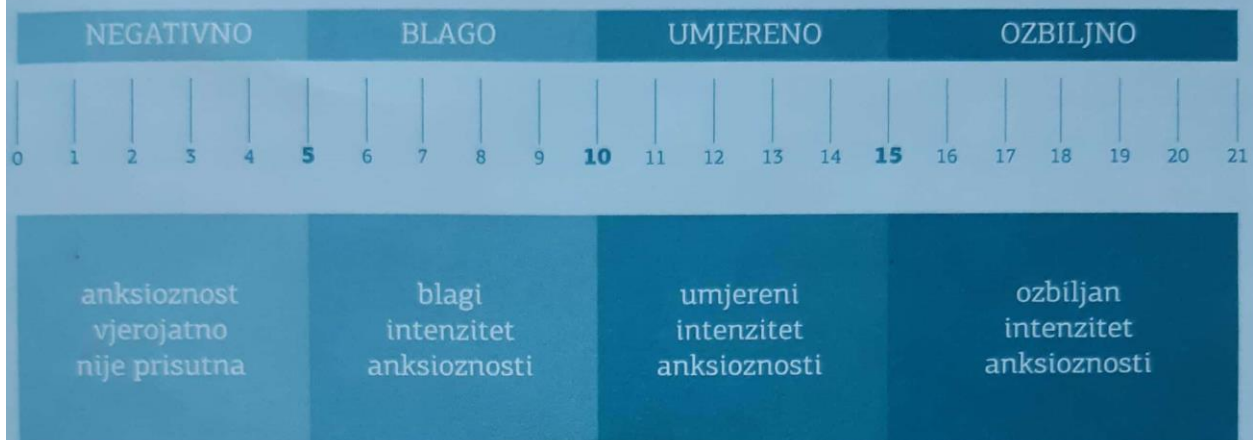 NEGATIVNO BLAGO UMJERENO OZBILJNO
0 1 2 3 4 5 6 7 8 9 10 11 12 13 14 15 16 17 18 19 20 21
anksioznost
vjerojatno
nije prisutna
blagi
intenzitet
anksioznosti
umjereni
intenzitet
anksioznosti
ozbiljan
intenzitet
anksioznosti